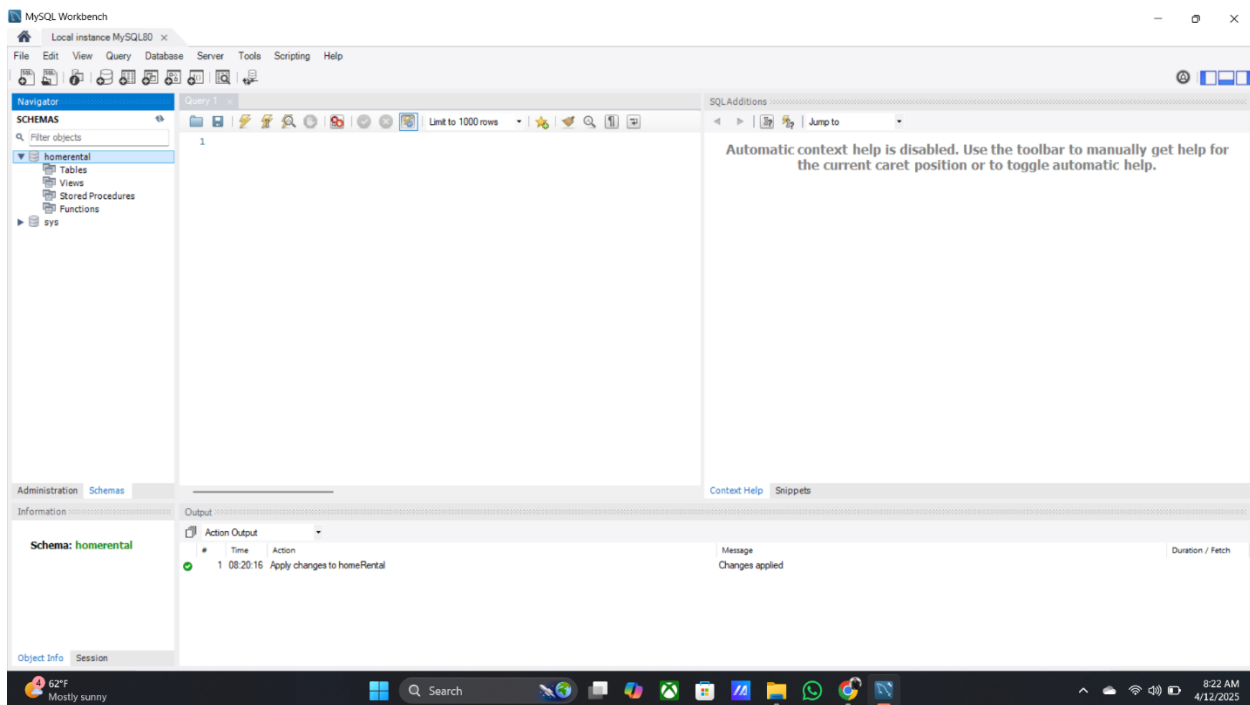 MySQL Workbench
Local instance MySQL80
File Edit View Query Database Server Tools Scripting Help
Navigator
SCHEMAS
Filter objects
homerental
Tables
Views
Stored Procedures
Functions
sys
Administration Schemas
Information
Schema: homerental
Object Info Session
Query 1
Limit to 1000 rows
1
SQLAdditions
Jump to
Automatic context help is disabled. Use the toolbar to manually get help for
the current caret position or to toggle automatic help.
Context Help Snippets
Output
Action Output
# Time Action Message Duration / Fetch
1 08:20:16 Apply changes to homeRental Changes applied
4
62°F
Mostly sunny
Search
8:22 AM
4/12/2025